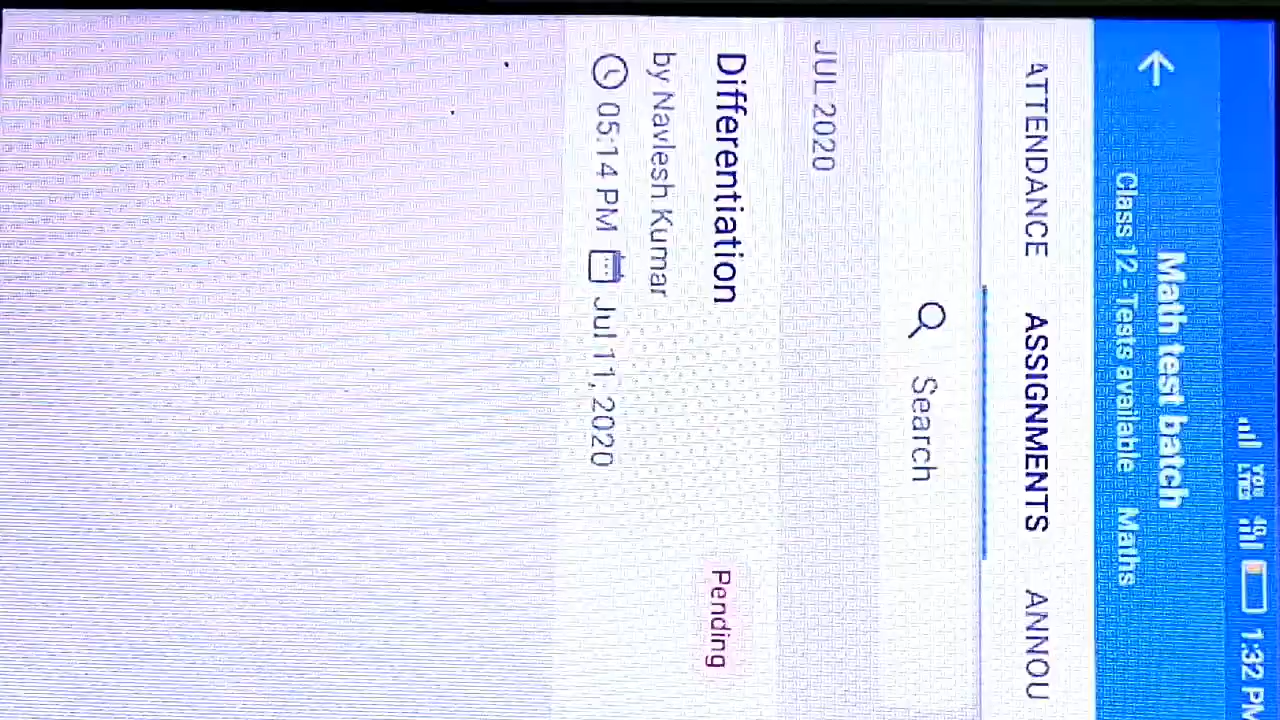 1:32 PM
Math test batch
Class 12 - Tests available Maths
ATTENDANCE ASSIGNMENTS ANNOU
Search
JUL 2020
Differentiation Pending
by Navlesh Kumar
05:14 PM Jul 11, 2020